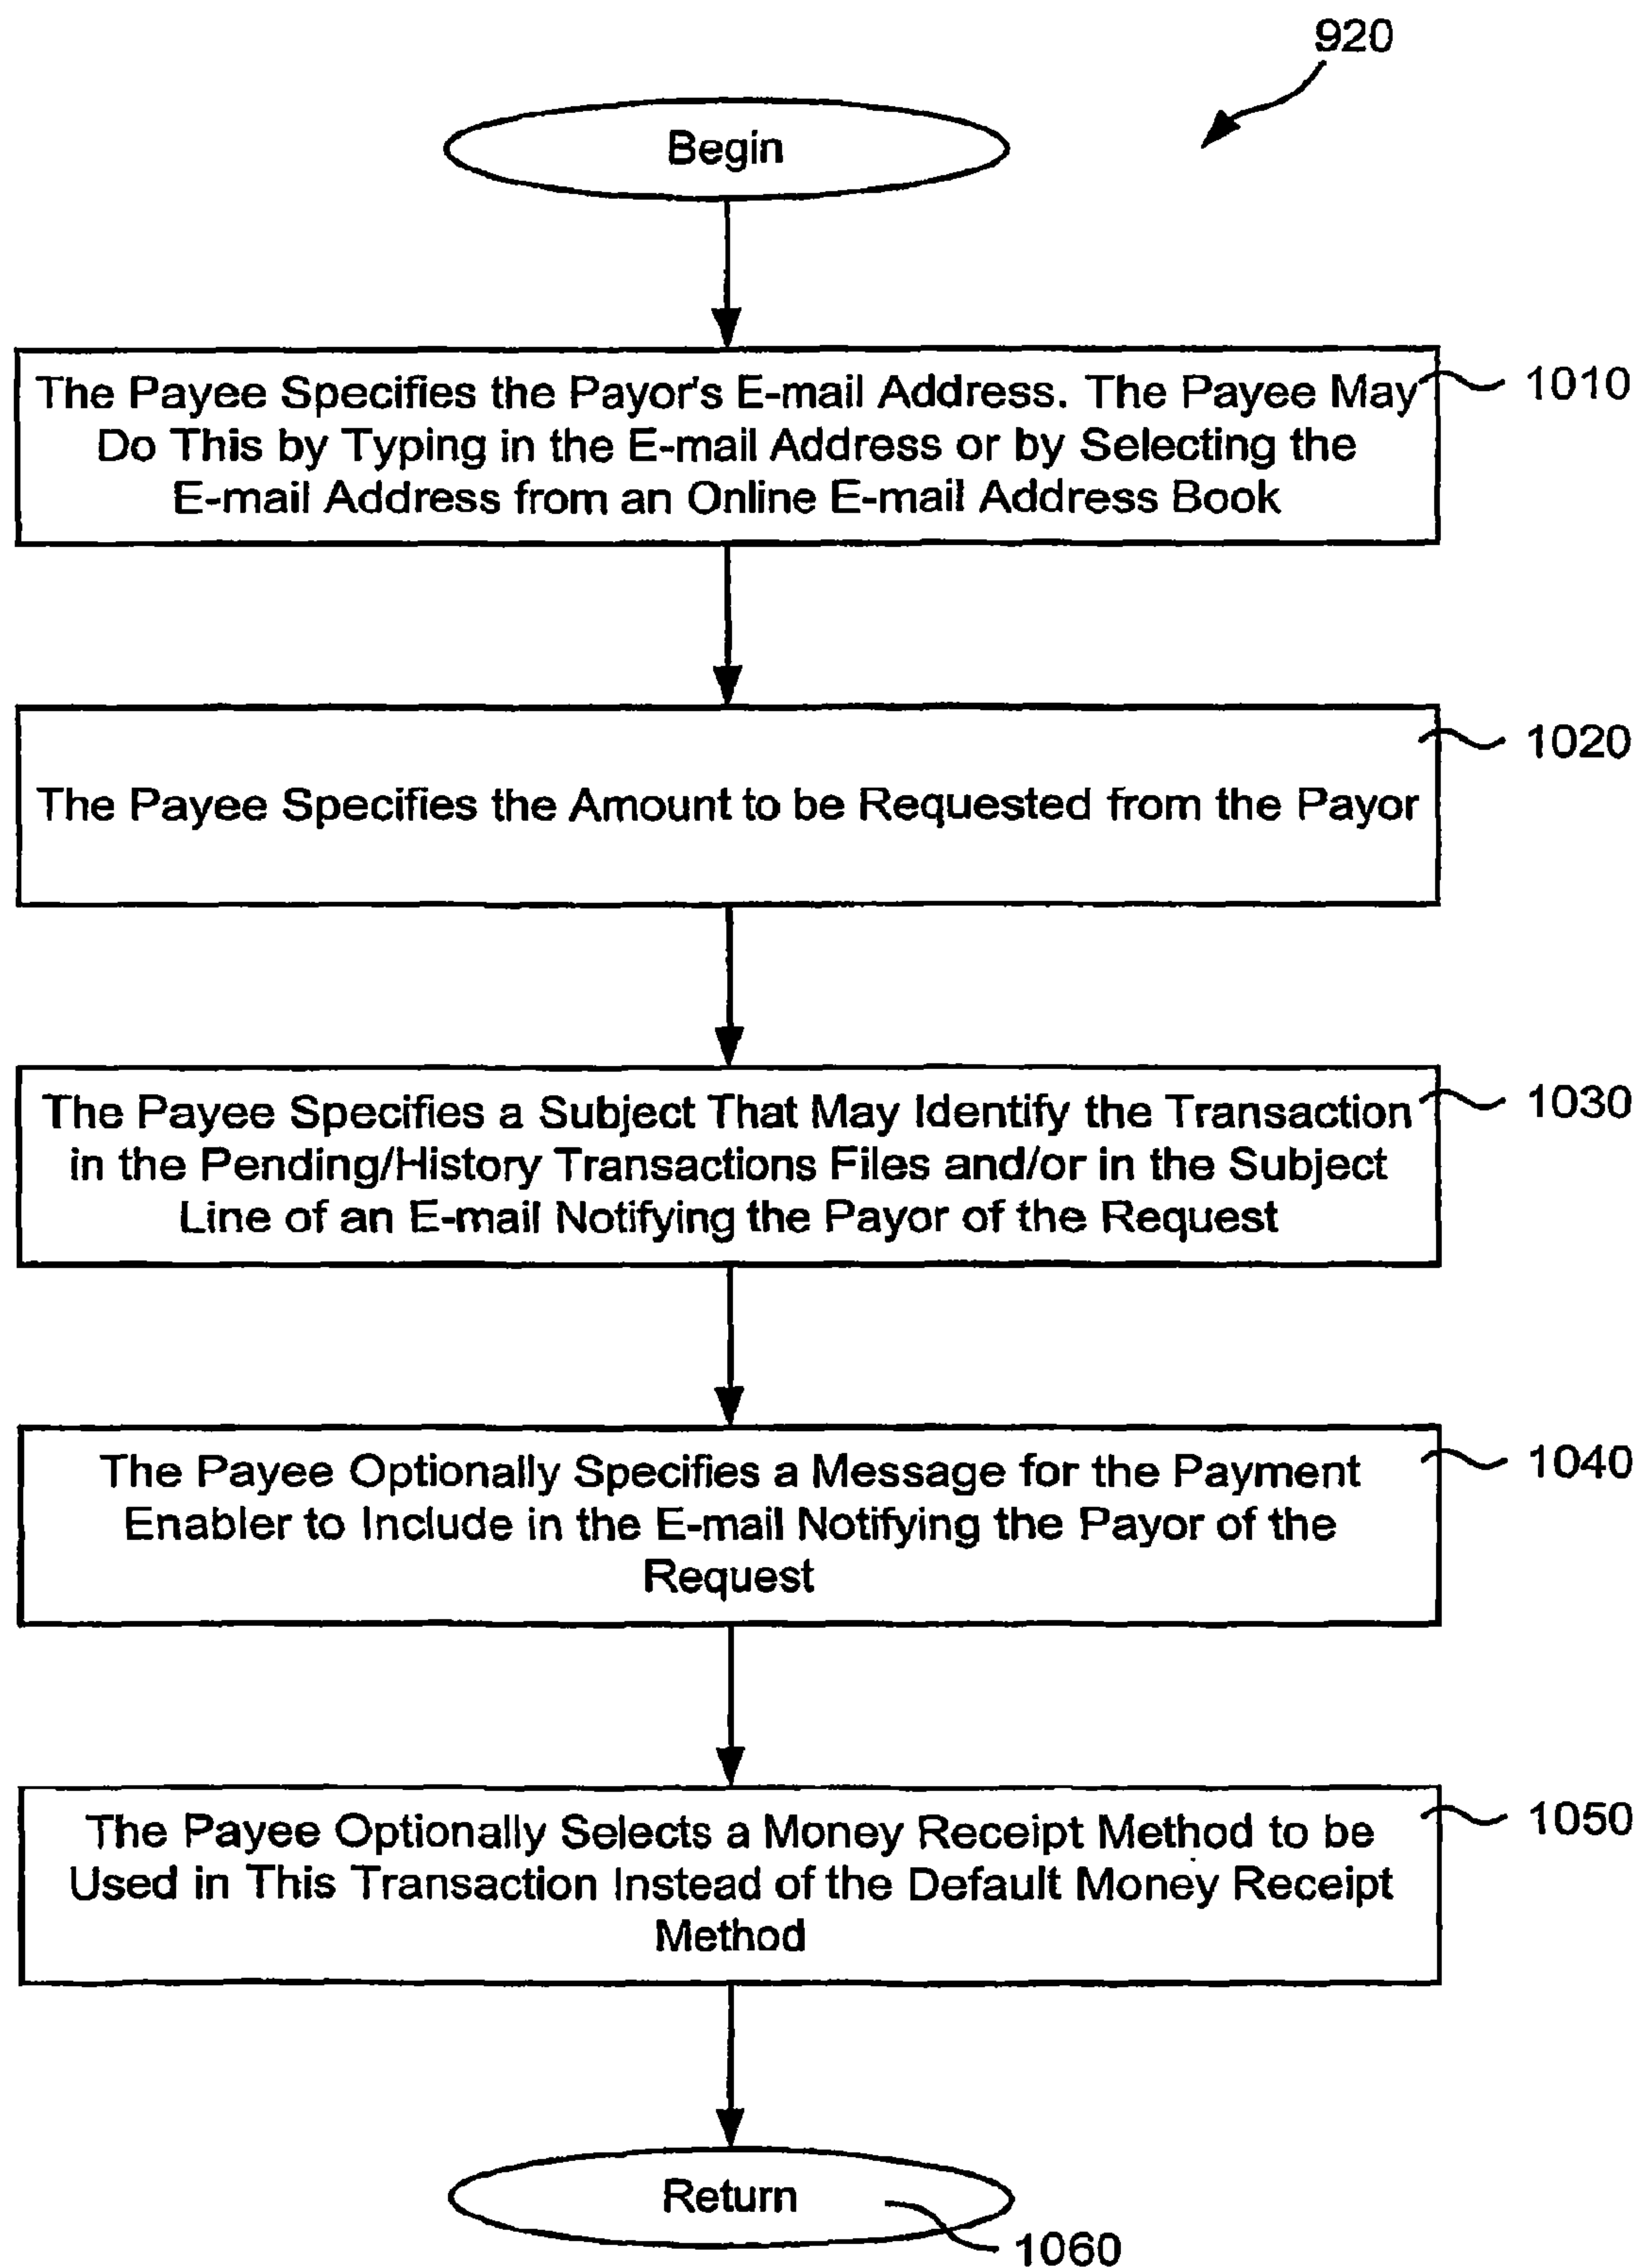 920
Begin
The Payee Specifies the Payor's E-mail Address. The Payee May
Do This by Typing in the E-mail Address or by Selecting the
E-mail Address from an Online E-mail Address Book
1010
The Payee Specifies the Amount to be Requested from the Payor
1020
The Payee Specifies a Subject That May Identify the Transaction
in the Pending/History Transactions Files and/or in the Subject
Line of an E-mail Notifying the Payor of the Request
1030
The Payee Optionally Specifies a Message for the Payment
Enabler to Include in the E-mail Notifying the Payor of the
Request
1040
The Payee Optionally Selects a Money Receipt Method to be
Used in This Transaction Instead of the Default Money Receipt
Method
1050
Return
1060